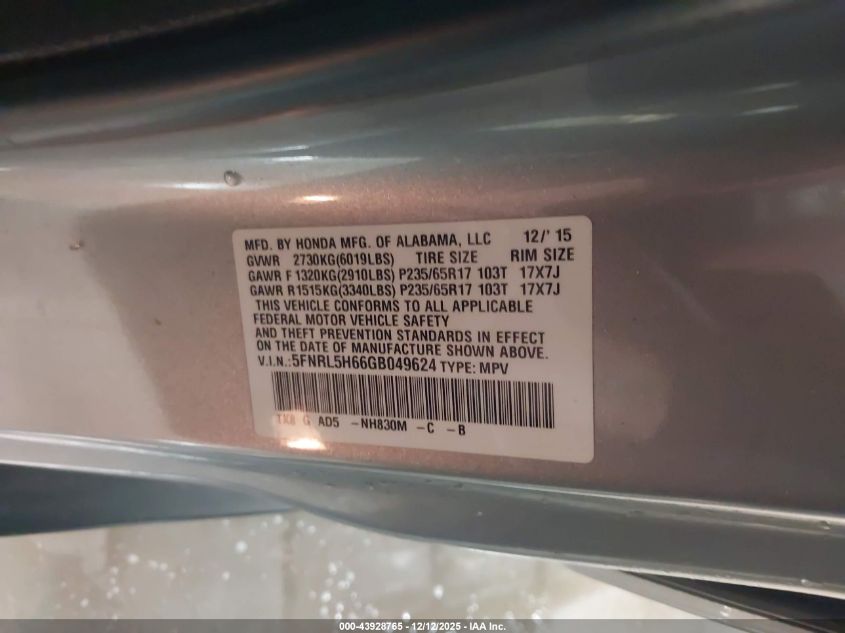 MFD. BY HONDA MFG. OF ALABAMA, LLC 12/' 15
GVWR 2730KG(6019LBS) TIRE SIZE RIM SIZE
GAWR F1320KG(2910LBS) P235/65R17 103T 17X7J
GAWR R1515KG(3340LBS) P235/65R17 103T 17X7J
THIS VEHICLE CONFORMS TO ALL APPLICABLE
FEDERAL MOTOR VEHICLE SAFETY
AND THEFT PREVENTION STANDARDS IN EFFECT
ON THE DATE OF MANUFACTURE SHOWN ABOVE.
V.I.N.:5FNRL5H66GB049624 TYPE: MPV
TK8 G AD5 -NH830M -C -B
000-43928765 - 12/12/2025 - IAA Inc.